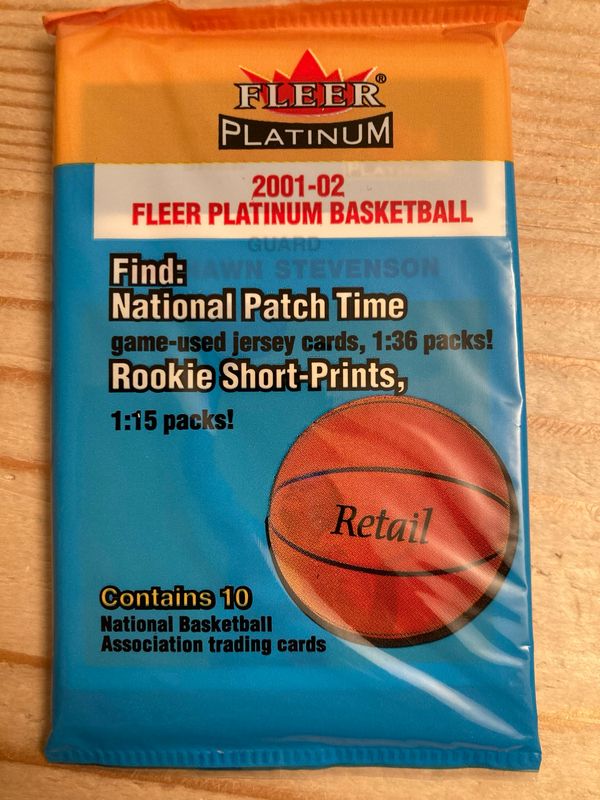 FLEER®
PLATINUM
2001-02
FLEER PLATINUM BASKETBALL
GUARD
AWN STEVENSON
Find:
National Patch Time
game-used jersey cards, 1:36 packs!
Rookie Short-Prints,
1:15 packs!
Retail
Contains 10
National Basketball
Association trading cards